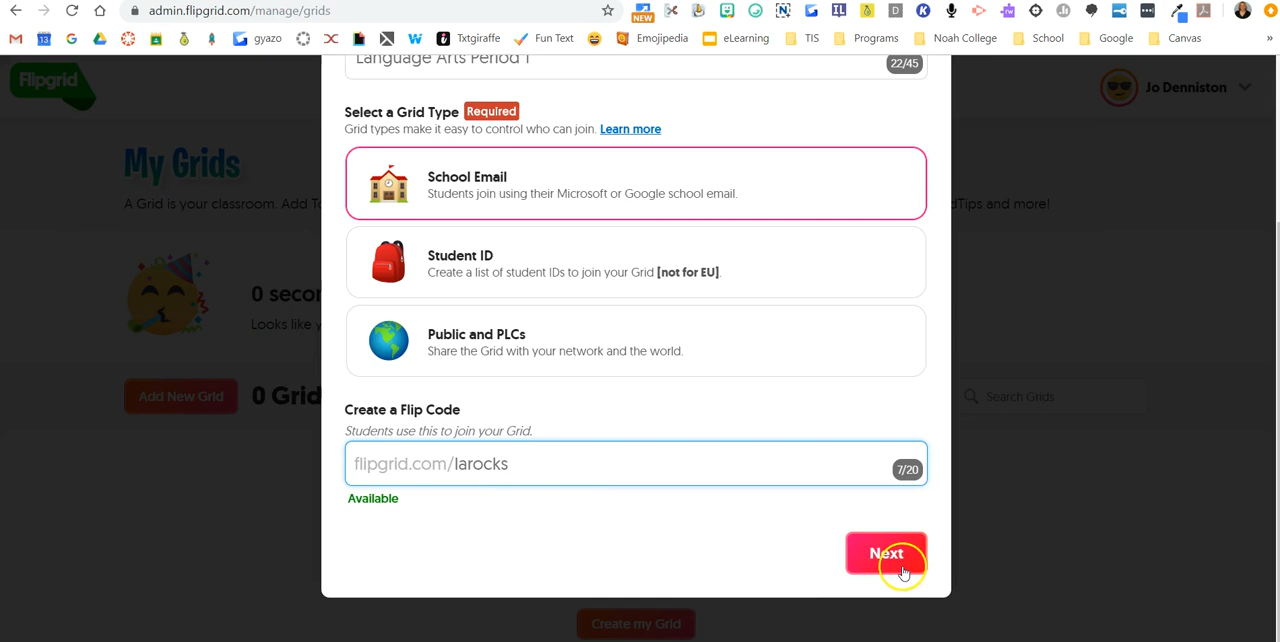 admin.flipgrid.com/manage/grids
NEW
gyazo
Txtgiraffe
Fun Text
Emojipedia
eLearning
TIS
Programs
Noah College
School
Google
Canvas
»
Flipgrid
Jo Denniston
My Grids
A Grid is your classroom. Add To
dTips and more!
0 secon
Looks like y
Add New Grid
0 Grid
Search Grids
Language Arts Period 1
22/45
Select a Grid Type Required
Grid types make it easy to control who can join. Learn more
School Email
Students join using their Microsoft or Google school email.
Student ID
Create a list of student IDs to join your Grid [not for EU].
Public and PLCs
Share the Grid with your network and the world.
Create a Flip Code
Students use this to join your Grid.
flipgrid.com/larocks
7/20
Available
Next
Create my Grid